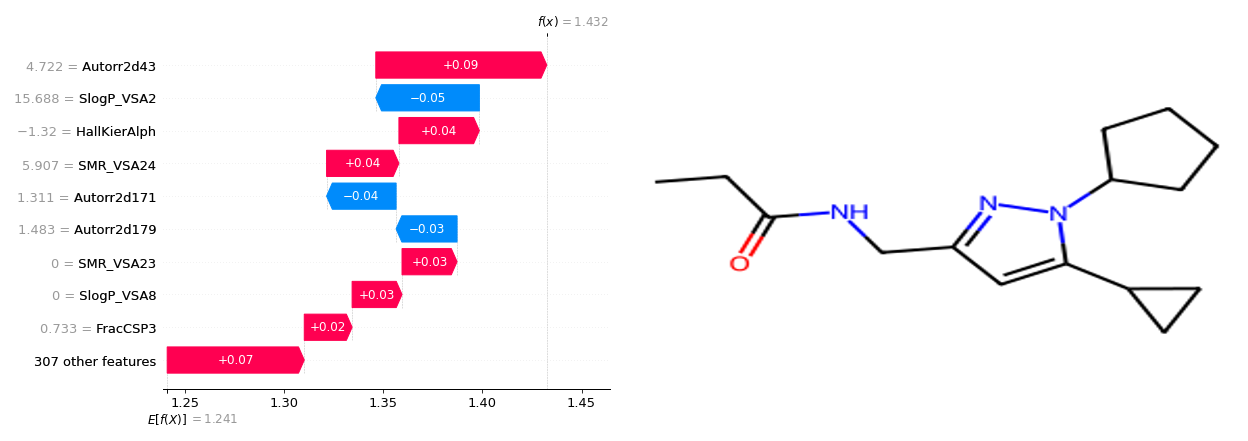 f(x) = 1.432
4.722 = Autorr2d43 +0.09
15.688 = SlogP_VSA2 −0.05
−1.32 = HallKierAlph +0.04
5.907 = SMR_VSA24 +0.04
1.311 = Autorr2d171 −0.04
1.483 = Autorr2d179 −0.03
0 = SMR_VSA23 +0.03
0 = SlogP_VSA8 +0.03
0.733 = FracCSP3 +0.02
307 other features +0.07
1.25 1.30 1.35 1.40 1.45
E[f(X)] = 1.241
N
N
NH
O